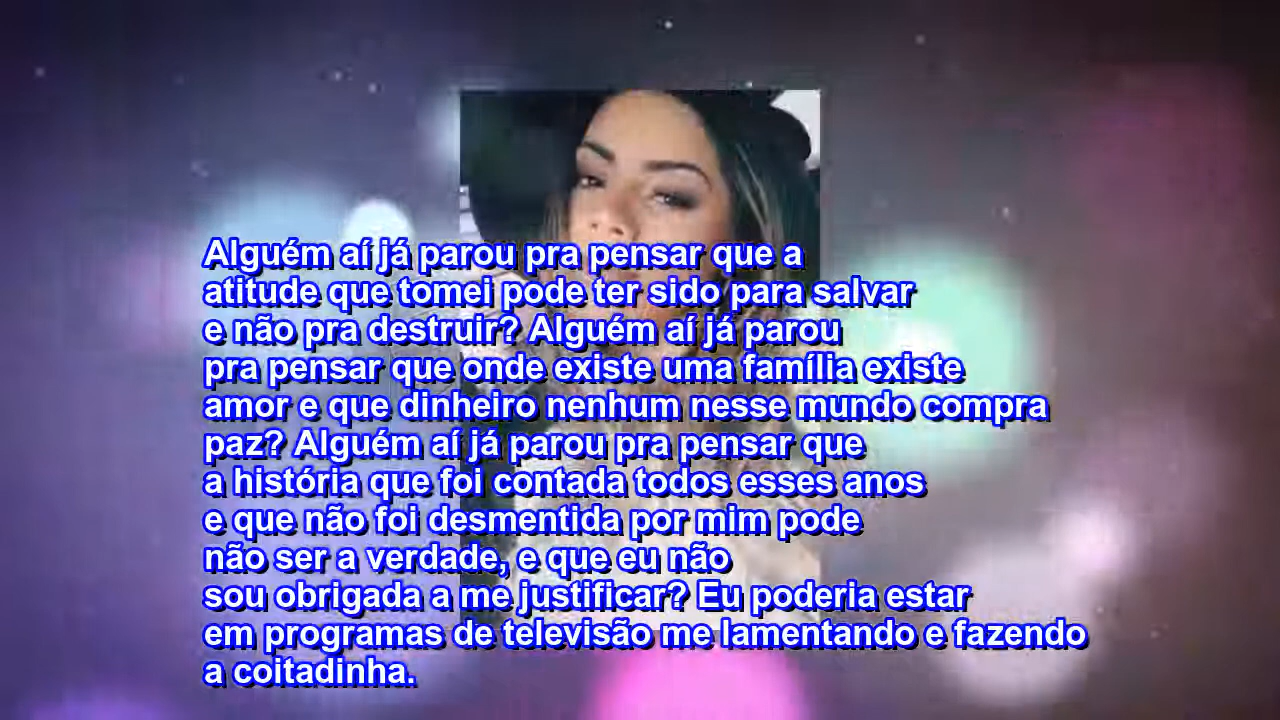 Alguém aí já parou pra pensar que a
atitude que tomei pode ter sido para salvar
e não pra destruir? Alguém aí já parou
pra pensar que onde existe uma família existe
amor e que dinheiro nenhum nesse mundo compra
paz? Alguém aí já parou pra pensar que
a história que foi contada todos esses anos
e que não foi desmentida por mim pode
não ser a verdade, e que eu não
sou obrigada a me justificar? Eu poderia estar
em programas de televisão me lamentando e fazendo
a coitadinha.